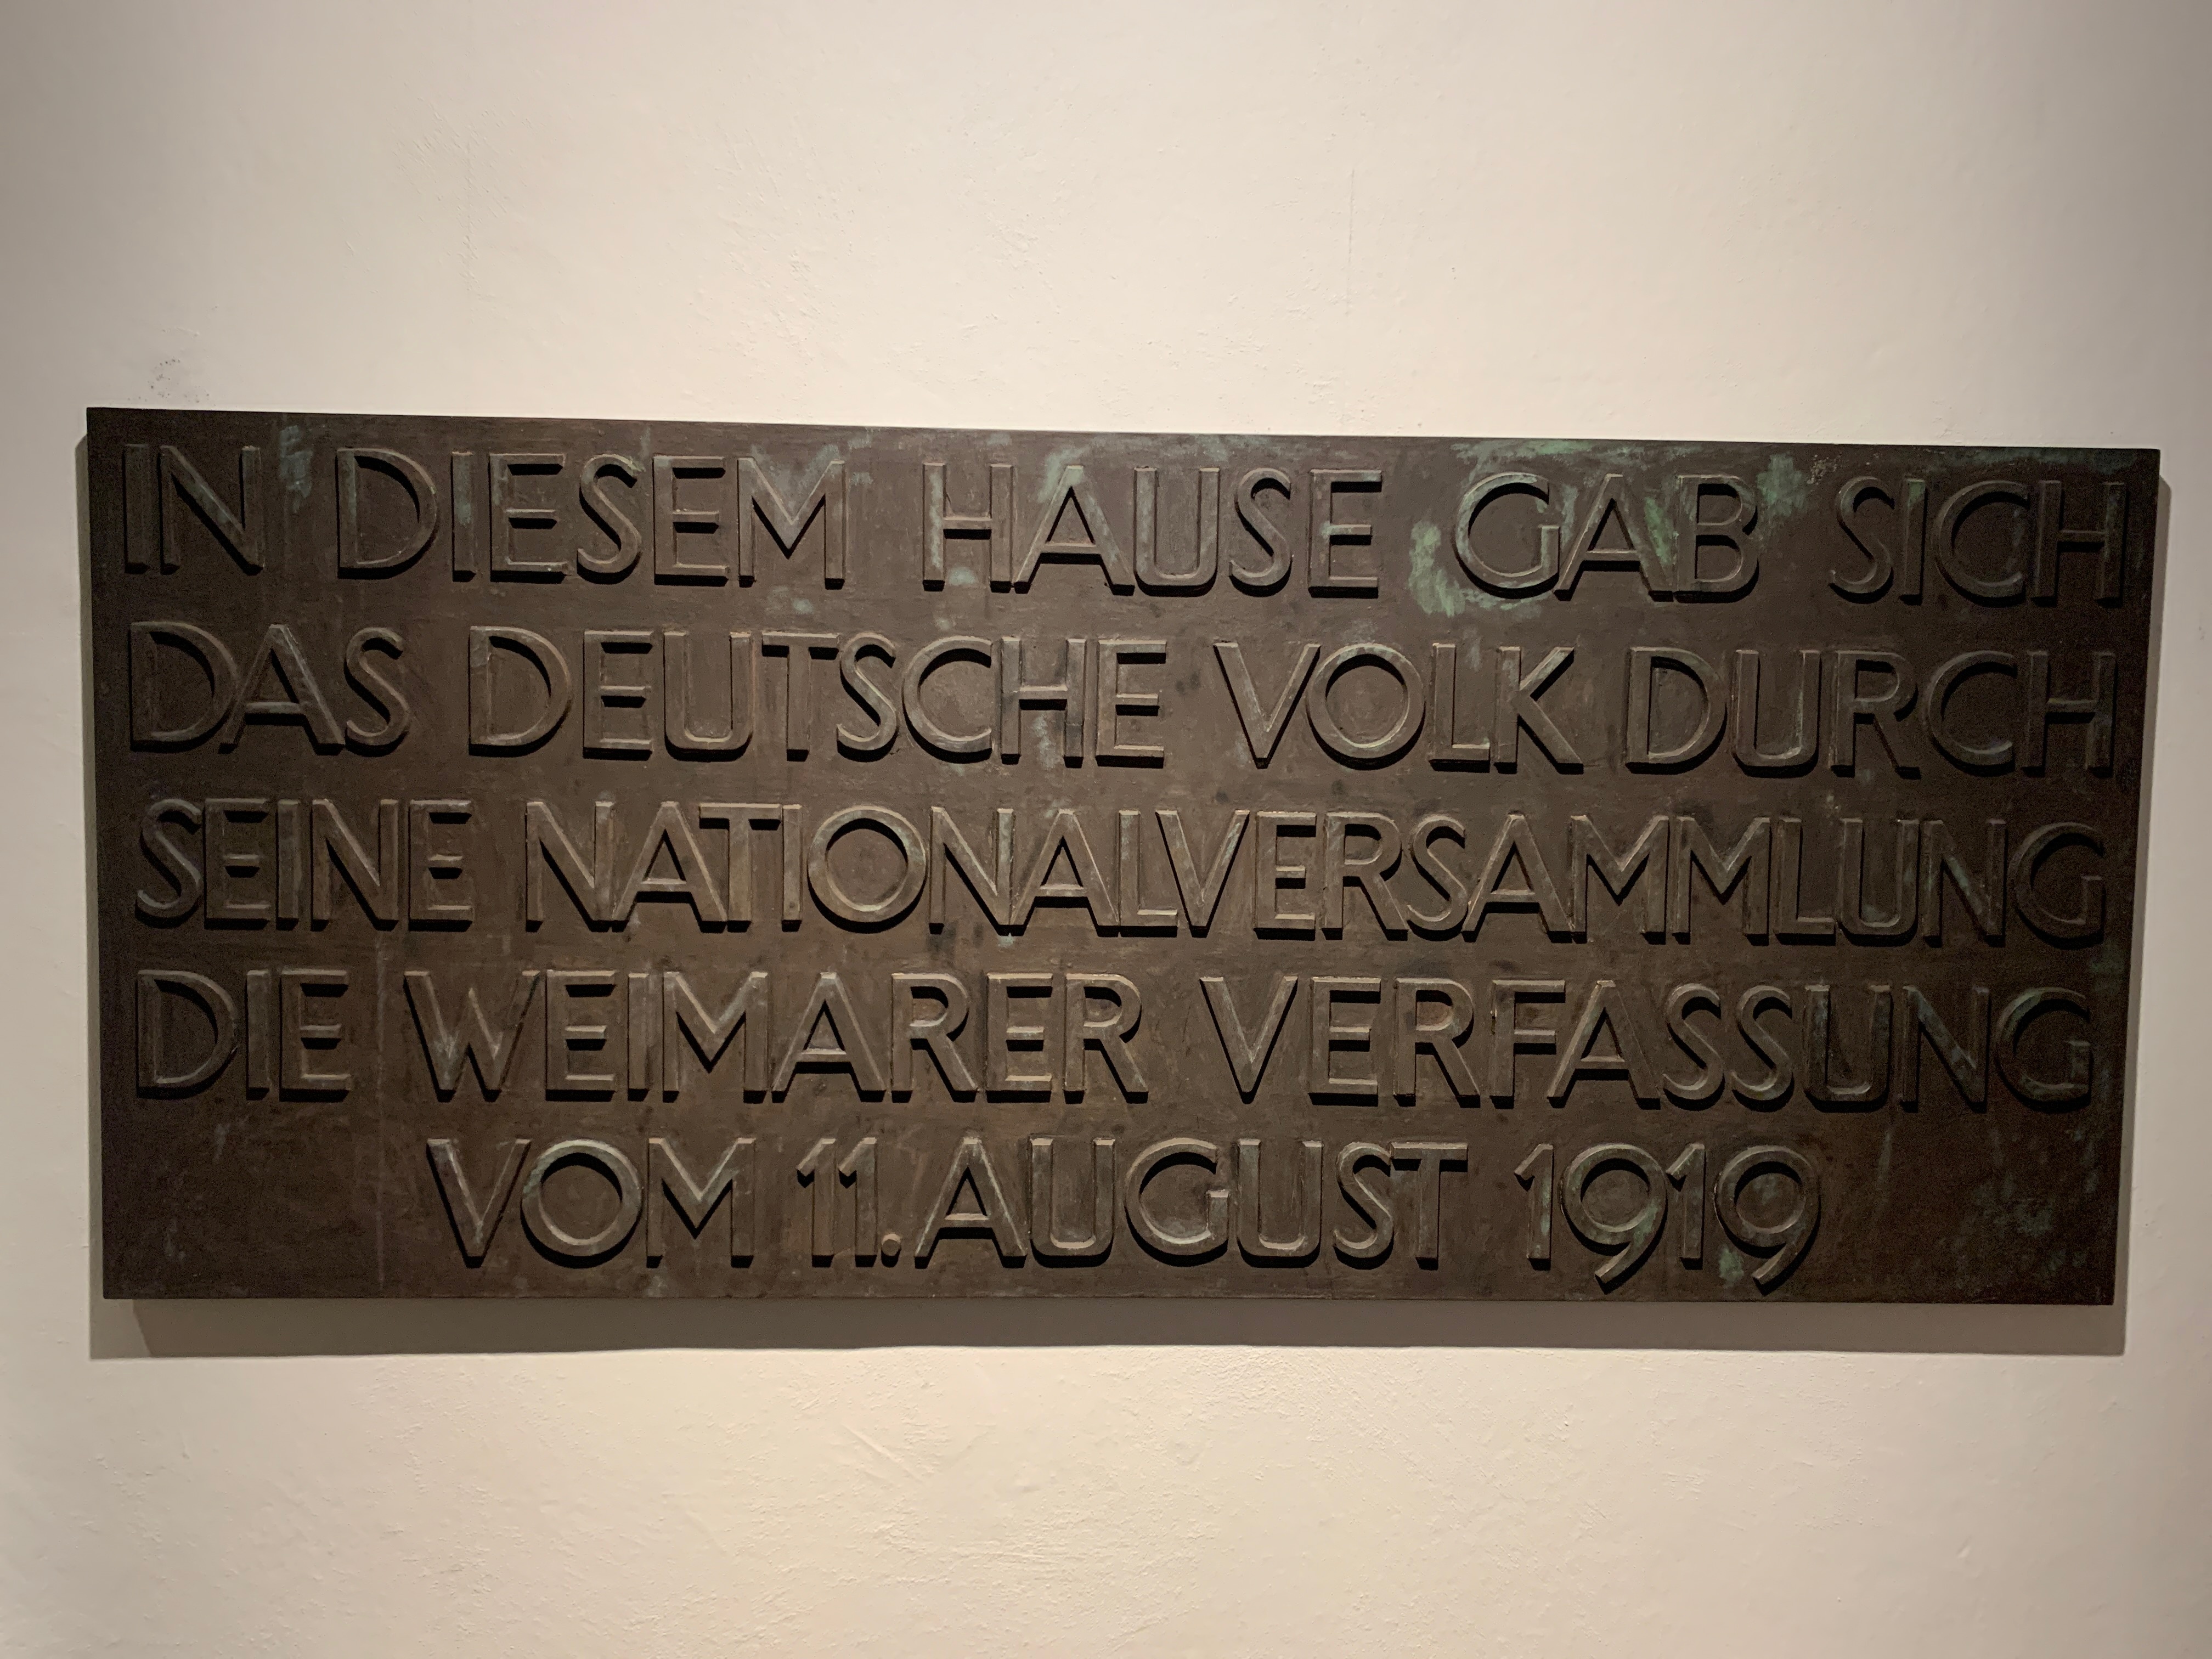 IN DIESEM HAUSE GAB SICH
DAS DEUTSCHE VOLK DURCH
SEINE NATIONALVERSAMMLUNG
DIE WEIMARER VERFASSUNG
VOM 11. AUGUST 1919